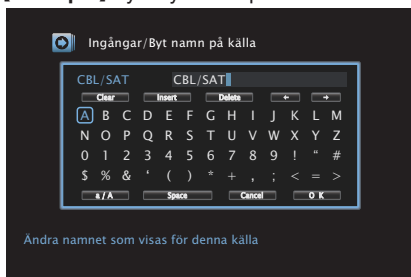 Ingångar/Byt namn på källa
CBL/SAT CBL/SAT
Clear Insert Delete ← →
A B C D E F G H I J K L M
N O P Q R S T U V W X Y Z
0 1 2 3 4 5 6 7 8 9 ! “ #
$ % & ‘ ( ) * + , ; < = >
a / A Space Cancel O K
Ändra namnet som visas för denna källa